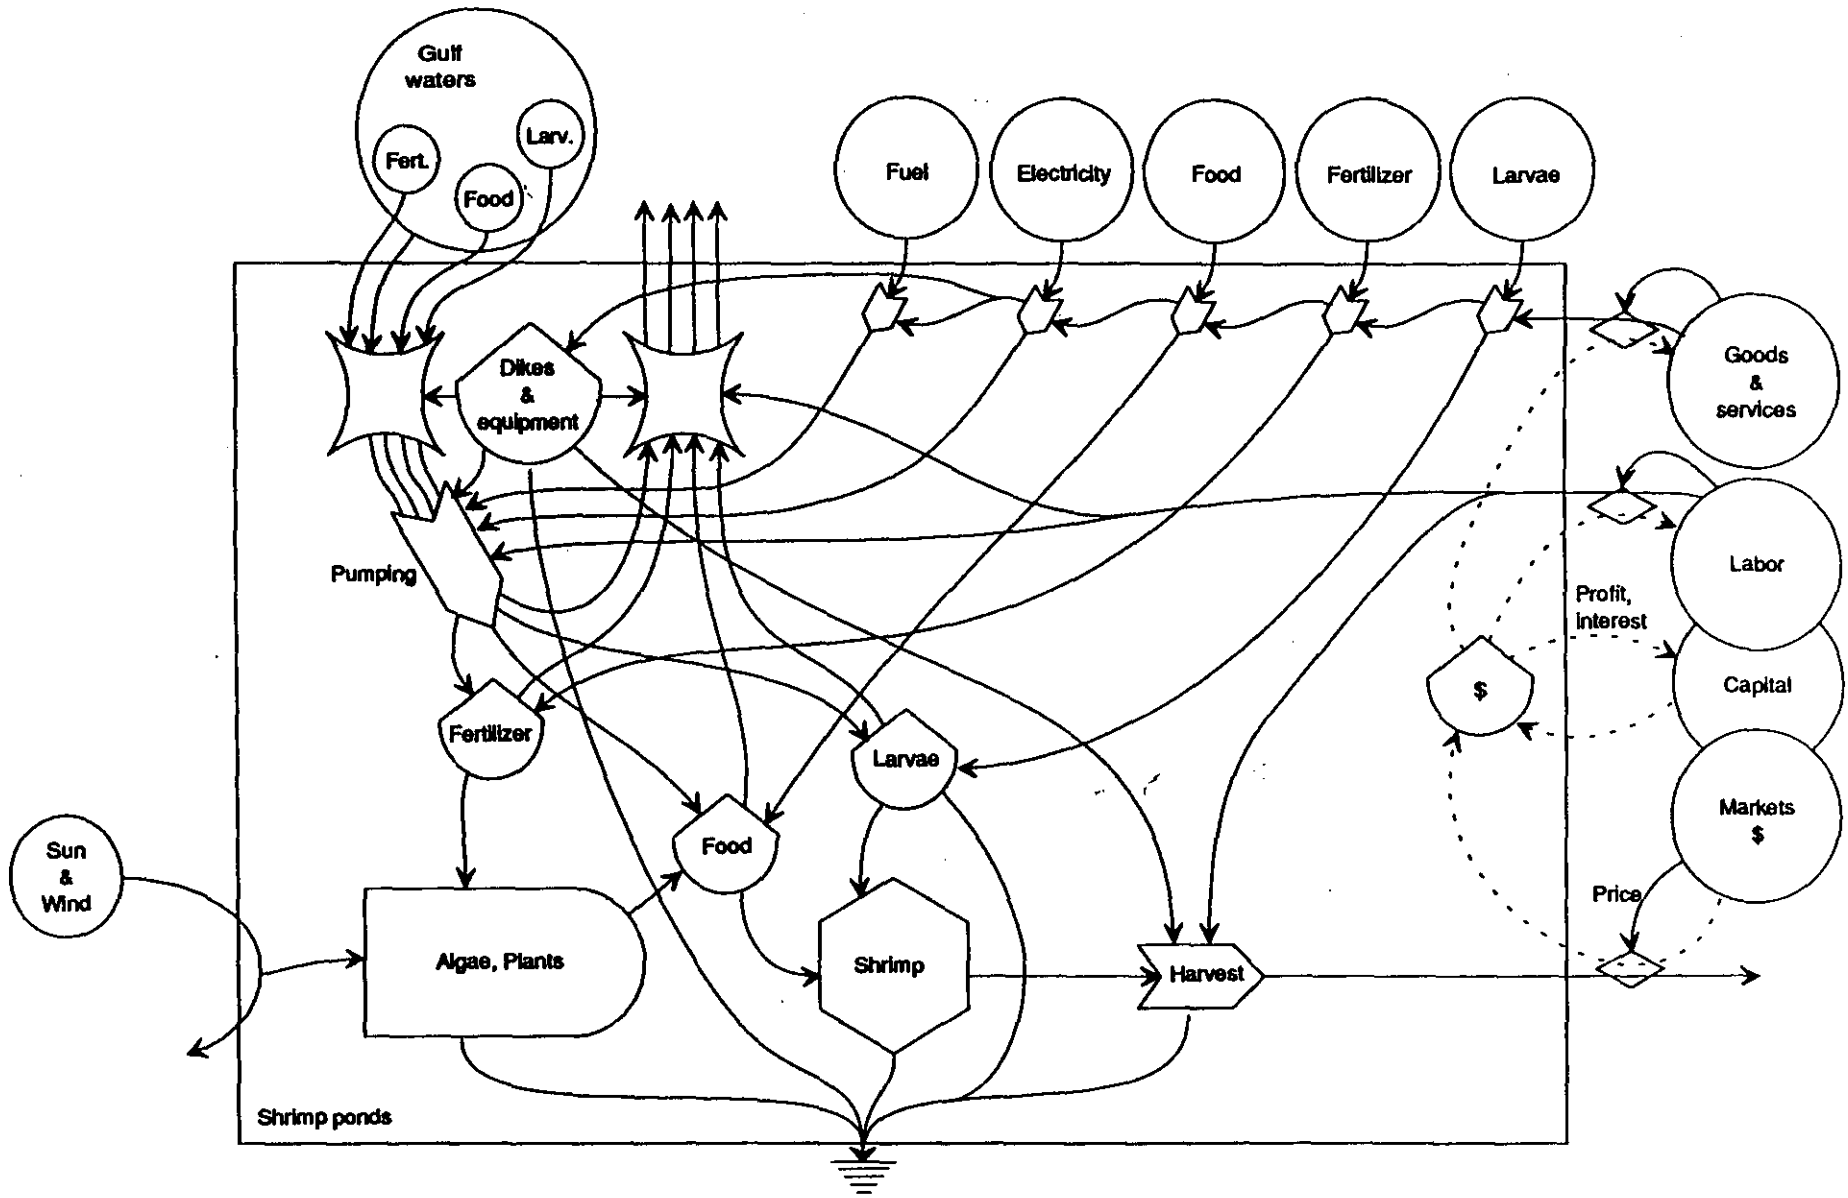 Gulf
waters
Larv.
Fert.
Food
Fuel
Electricity
Food
Fertilizer
Larvae
Goods
&
services
Dikes
&
equipment
Labor
Pumping
Profit,
interest
Capital
$
Fertilizer
Larvae
Markets
$
Food
Sun
&
Wind
Price
Algae, Plants
Shrimp
Harvest
Shrimp ponds